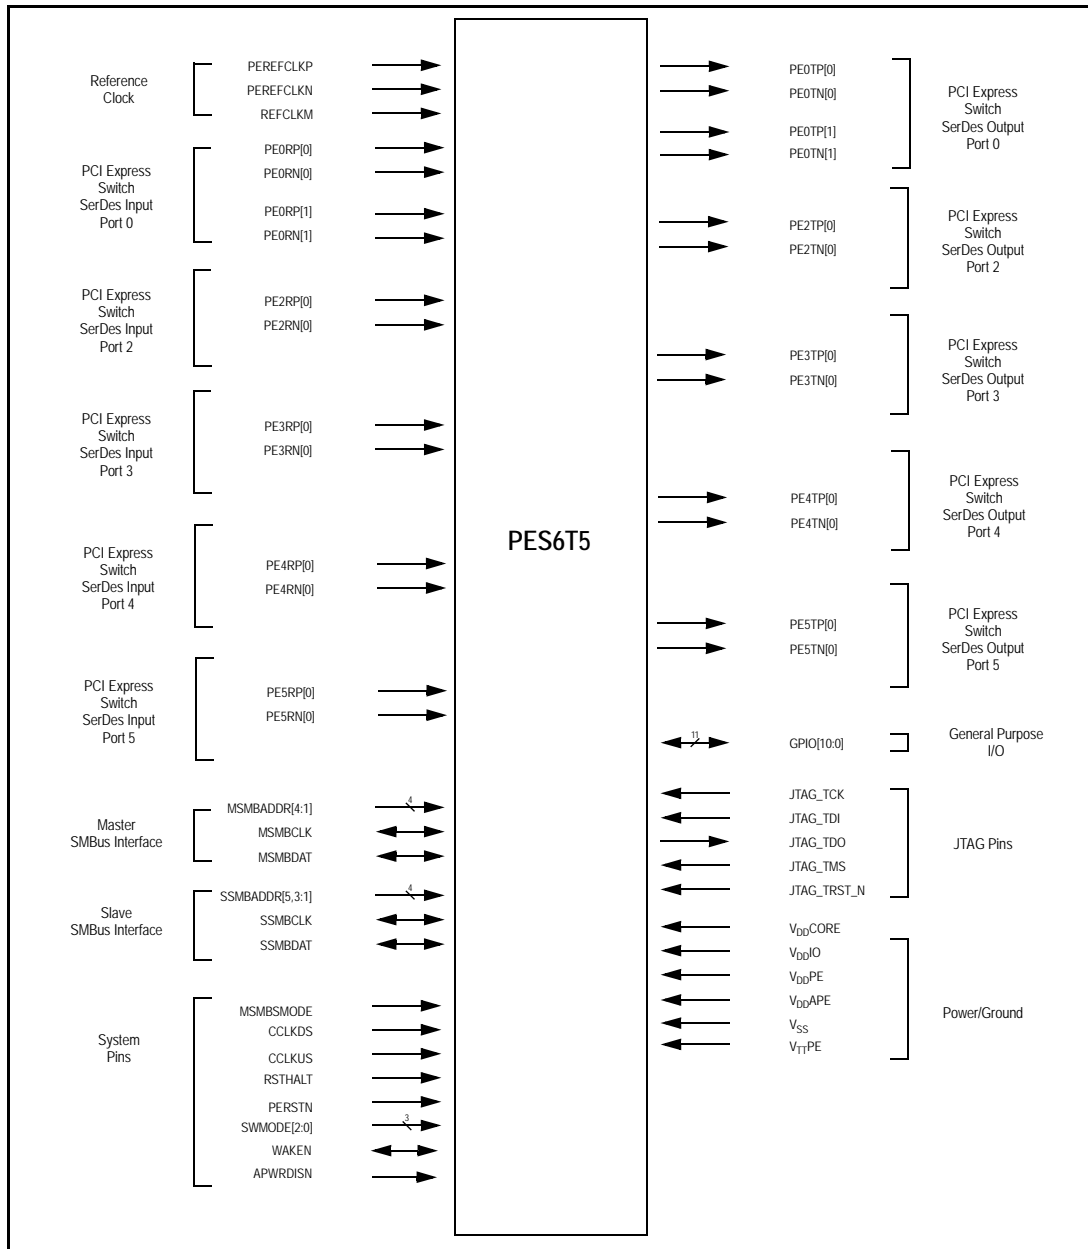 Reference
Clock
PEREFCLKP
PEREFCLKN
REFCLKM
PCI Express
Switch
SerDes Input
Port 0
PE0RP[0]
PE0RN[0]
PE0RP[1]
PE0RN[1]
PCI Express
Switch
SerDes Input
Port 2
PE2RP[0]
PE2RN[0]
PCI Express
Switch
SerDes Input
Port 3
PE3RP[0]
PE3RN[0]
PCI Express
Switch
SerDes Input
Port 4
PE4RP[0]
PE4RN[0]
PCI Express
Switch
SerDes Input
Port 5
PE5RP[0]
PE5RN[0]
Master
SMBus Interface
MSMBADDR[4:1]
4
MSMBCLK
MSMBDAT
Slave
SMBus Interface
SSMBADDR[5,3:1]
4
SSMBCLK
SSMBDAT
System
Pins
MSMBSMODE
CCLKDS
CCLKUS
RSTHALT
PERSTN
SWMODE[2:0]
3
WAKEN
APWRDISN
PES6T5
PE0TP[0]
PE0TN[0]
PE0TP[1]
PE0TN[1]
PCI Express
Switch
SerDes Output
Port 0
PE2TP[0]
PE2TN[0]
PCI Express
Switch
SerDes Output
Port 2
PE3TP[0]
PE3TN[0]
PCI Express
Switch
SerDes Output
Port 3
PE4TP[0]
PE4TN[0]
PCI Express
Switch
SerDes Output
Port 4
PE5TP[0]
PE5TN[0]
PCI Express
Switch
SerDes Output
Port 5
11
GPIO[10:0]
General Purpose
I/O
JTAG_TCK
JTAG_TDI
JTAG_TDO
JTAG_TMS
JTAG_TRST_N
JTAG Pins
VDDCORE
VDDIO
VDDPE
VDDAPE
VSS
VTTPE
Power/Ground